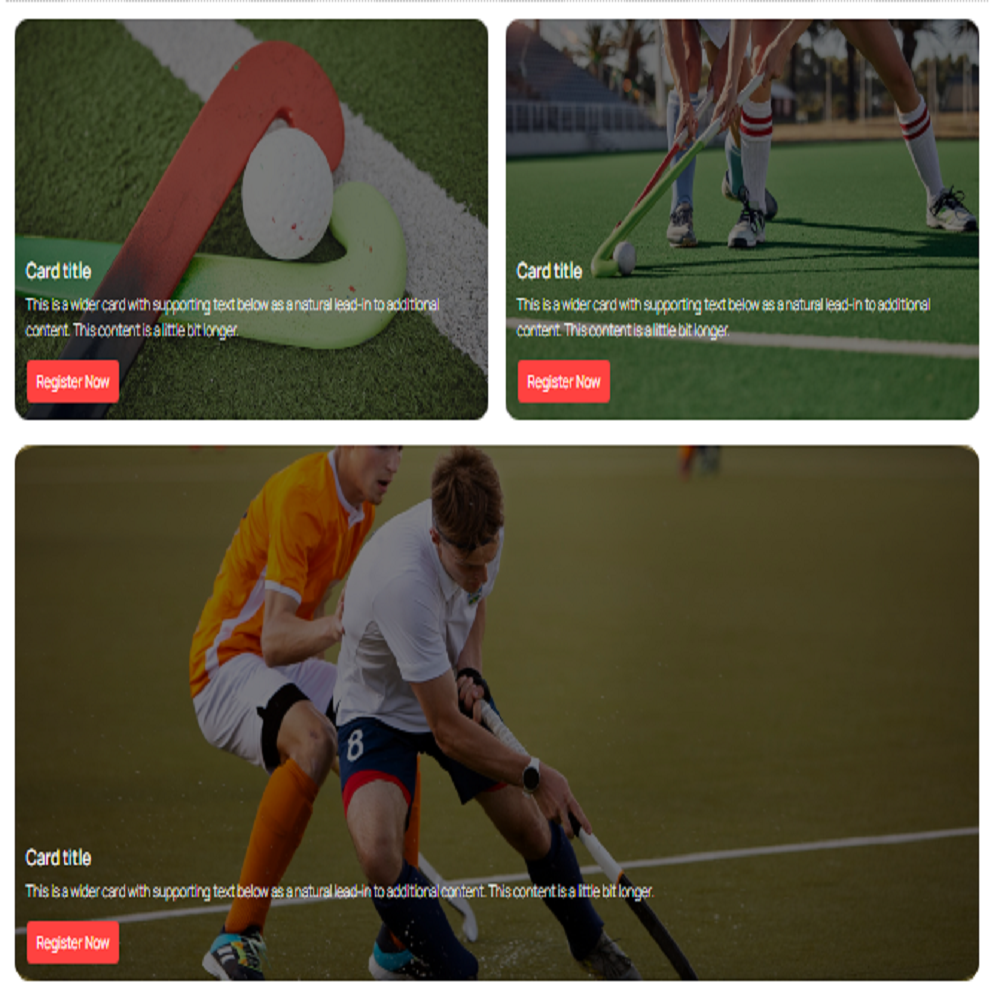 Card title
This is a wider card with supporting text below as a natural lead-in to additional
content. This content is a little bit longer.
Register Now
Card title
This is a wider card with supporting text below as a natural lead-in to additional
content. This content is a little bit longer.
Register Now
8
Card title
This is a wider card with supporting text below as a natural lead-in to additional content. This content is a little bit longer.
Register Now